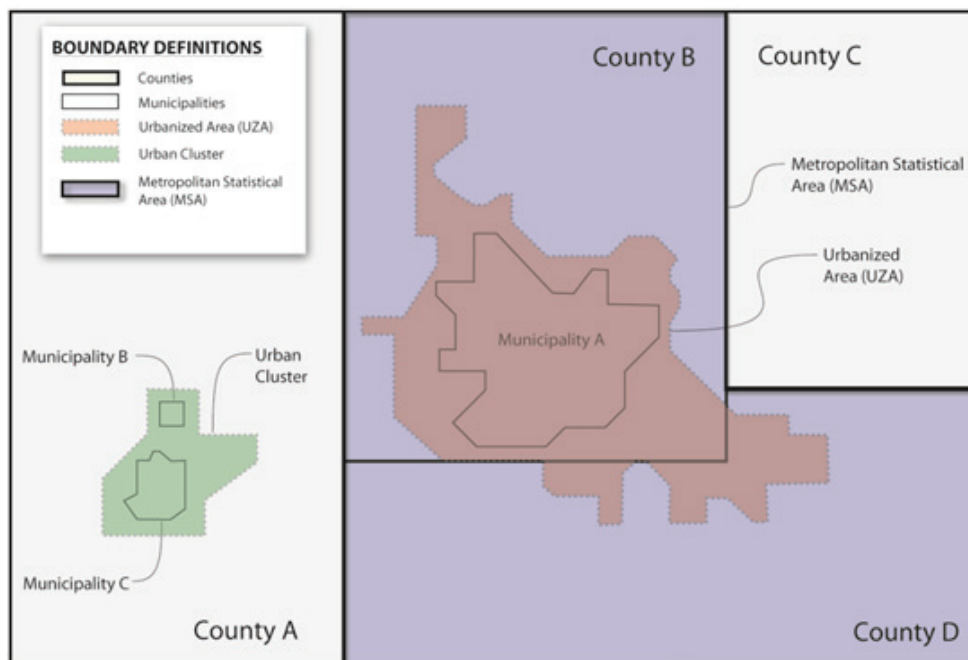 BOUNDARY DEFINITIONS
Counties
Municipalities
Urbanized Area (UZA)
Urban Cluster
Metropolitan Statistical
Area (MSA)
County B
County C
Metropolitan Statistical
Area (MSA)
Urbanized
Area (UZA)
Municipality A
Municipality B
Urban
Cluster
Municipality C
County A
County D